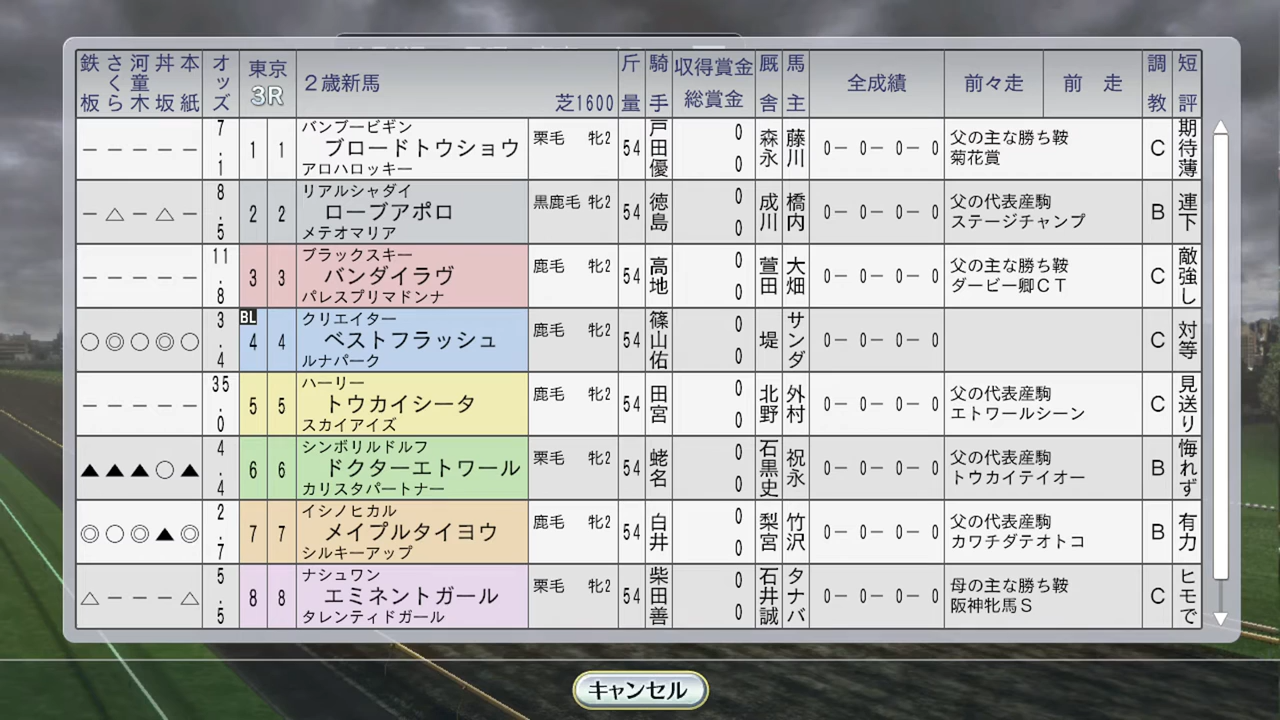 鉄板 さくら 河童木 丼坂 本紙 オッズ 東京 3R 2歳新馬 芝1600 斤量 騎手 収得賞金 総賞金 厩舎 馬主 全成績 前々走 前 走 調教 短評
－ － － － － 7.1 1 1 バンブービギン
ブロードトウショウ 栗毛 牝2 54 戸田優 0 0 森永 藤川 0－ 0－ 0－ 0 父の主な勝ち鞍 菊花賞 C 期待薄
アロハロッキー
－ △ － △ － 8.5 2 2 リアルシャダイ
ローブアポロ 黒鹿毛 牝2 54 徳島 0 0 成川 橋内 0－ 0－ 0－ 0 父の代表産駒 ステージチャンプ B 連下
メテオマリア
－ － － － － 11.8 3 3 ブラックスキー
バンダイラヴ 鹿毛 牝2 54 高地 0 0 萱田 大畑 0－ 0－ 0－ 0 父の主な勝ち鞍 ダービー卿CT C 敵強し
パレスプリマドンナ
○ ◎ ○ ◎ ○ 3.4 BL 4 4 クリエイター
ベストフラッシュ 鹿毛 牝2 54 篠山佑 0 0 堤 サンダ 0－ 0－ 0－ 0 C 対等
ルナパーク
－ － － － － 35.0 5 5 ハーリー
トウカイシータ 鹿毛 牝2 54 田宮 0 0 北野 外村 0－ 0－ 0－ 0 父の代表産駒 エトワールシーン C 見送り
スカイアイズ
▲ ▲ ▲ ○ ▲ 4.4 6 6 シンボリルドルフ
ドクターエトワール 栗毛 牝2 54 蛯名 0 0 石黒史 祝永 0－ 0－ 0－ 0 父の代表産駒 トウカイテイオー B 侮れず
カリスタパートナー
◎ ○ ◎ ▲ ◎ 2.7 7 7 イシノヒカル
メイプルタイヨウ 鹿毛 牝2 54 白井 0 0 梨宮 竹沢 0－ 0－ 0－ 0 父の代表産駒 カワチダテオトコ B 有力
シルキーアップ
△ － － － △ 5.5 8 8 ナシュワン
エミネントガール 栗毛 牝2 54 柴田善 0 0 石井誠 タナバ 0－ 0－ 0－ 0 母の主な勝ち鞍 阪神牝馬S C ヒモで
タレンティドガール
キャンセル